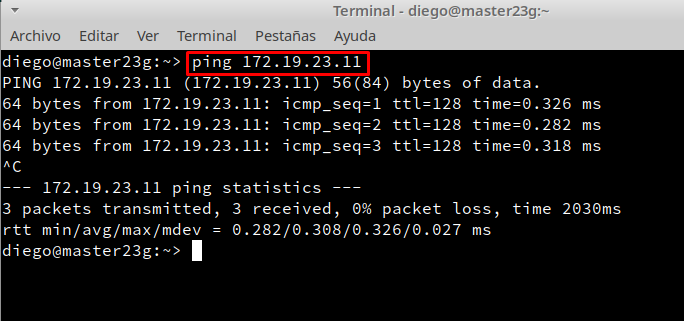 Terminal - diego@master23g:~
Archivo Editar Ver Terminal Pestañas Ayuda
diego@master23g:~> ping 172.19.23.11
PING 172.19.23.11 (172.19.23.11) 56(84) bytes of data.
64 bytes from 172.19.23.11: icmp_seq=1 ttl=128 time=0.326 ms
64 bytes from 172.19.23.11: icmp_seq=2 ttl=128 time=0.282 ms
64 bytes from 172.19.23.11: icmp_seq=3 ttl=128 time=0.318 ms
^C
--- 172.19.23.11 ping statistics ---
3 packets transmitted, 3 received, 0% packet loss, time 2030ms
rtt min/avg/max/mdev = 0.282/0.308/0.326/0.027 ms
diego@master23g:~>